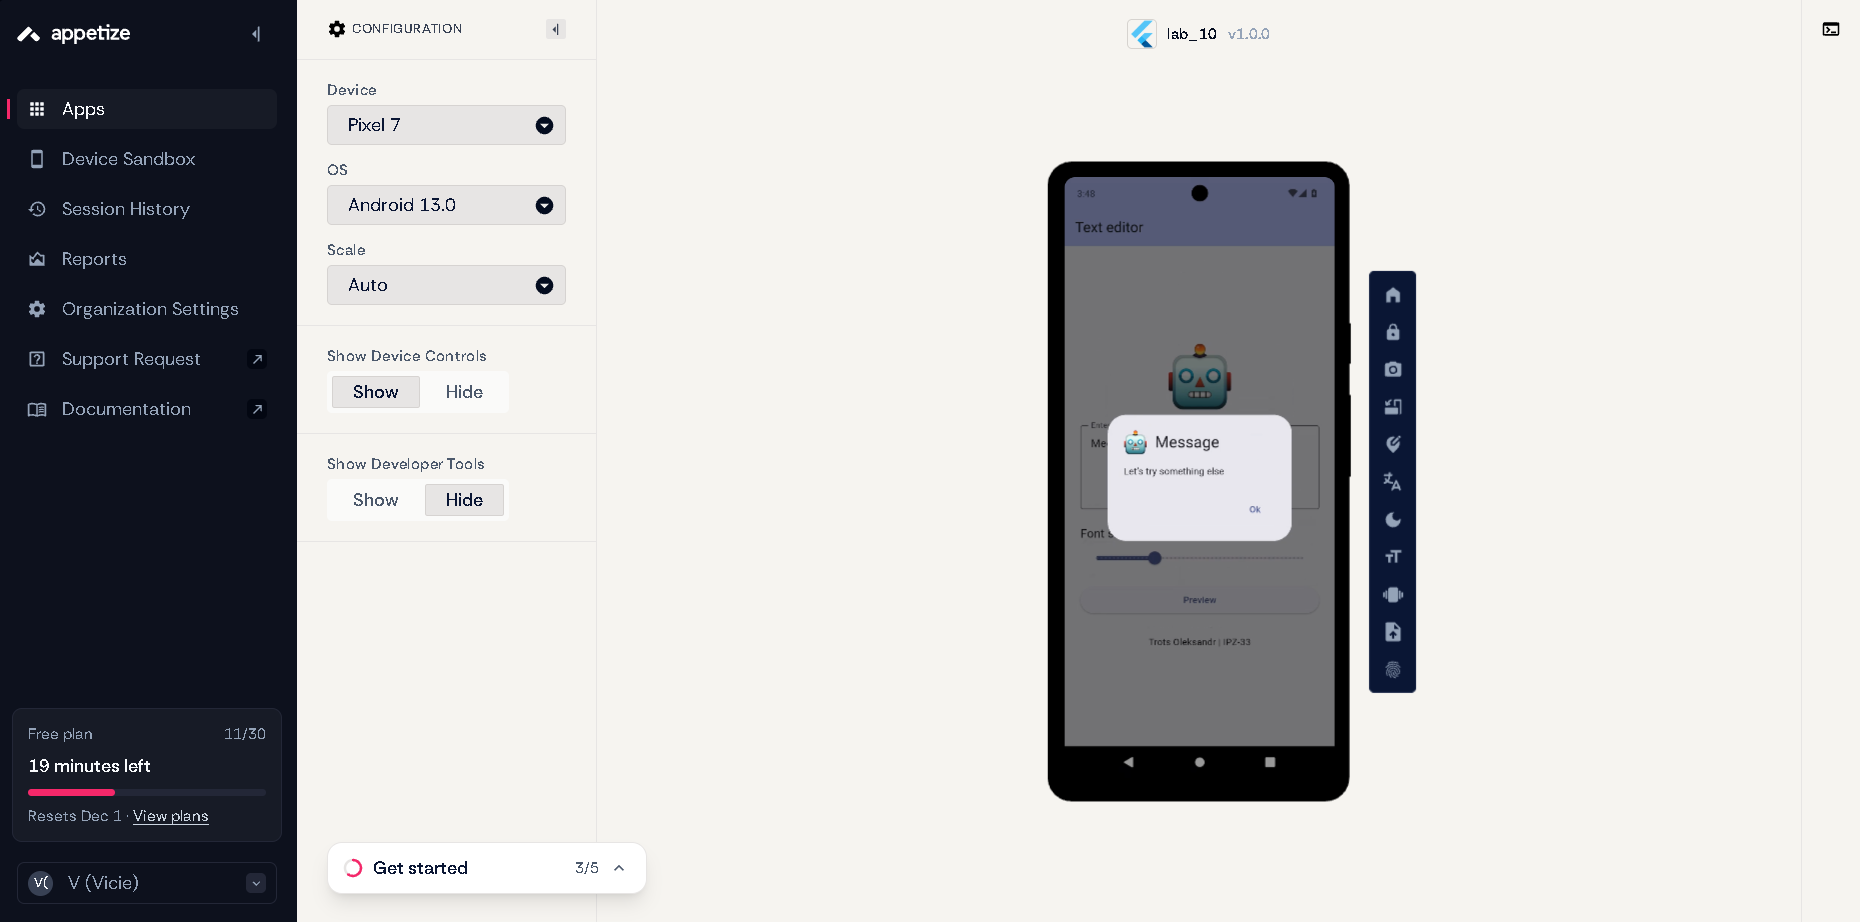 appetize
Apps
Device Sandbox
Session History
Reports
Organization Settings
Support Request
Documentation
Free plan 11/30
19 minutes left
Resets Dec 1 · View plans
V( V (Vicie)
CONFIGURATION
Device
Pixel 7
OS
Android 13.0
Scale
Auto
Show Device Controls
Show Hide
Show Developer Tools
Show Hide
Get started 3/5
lab_10 v1.0.0
3:48
Text editor
Message
Let's try something else
Ok
Font
Preview
Trots Oleksandr | IPZ-33